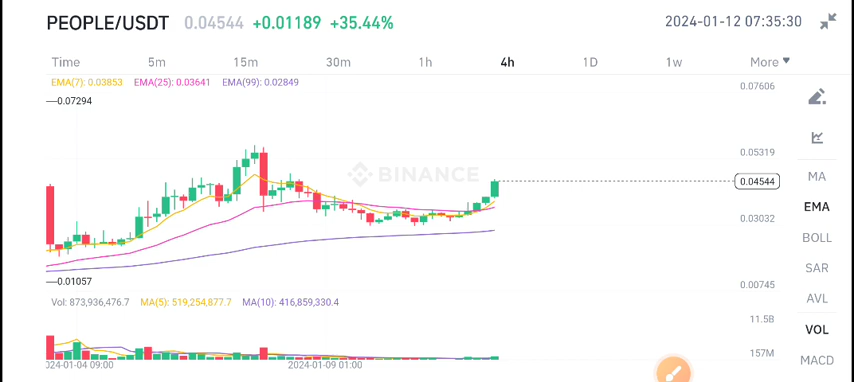 PEOPLE/USDT 0.04544 +0.01189 +35.44% 2024-01-12 07:35:30
Time 5m 15m 30m 1h 4h 1D 1w More
EMA(7): 0.03853 EMA(25): 0.03641 EMA(99): 0.02849
0.07606
0.07294
MA
0.05319
BINANCE
0.04544
EMA
0.03032
BOLL
SAR
0.01057
0.00745
AVL
Vol: 873,936,476.7 MA(5): 519,254,877.7 MA(10): 416,859,330.4
11.5B
VOL
157M
MACD
024-01-04 09:00 2024-01-09 01:00